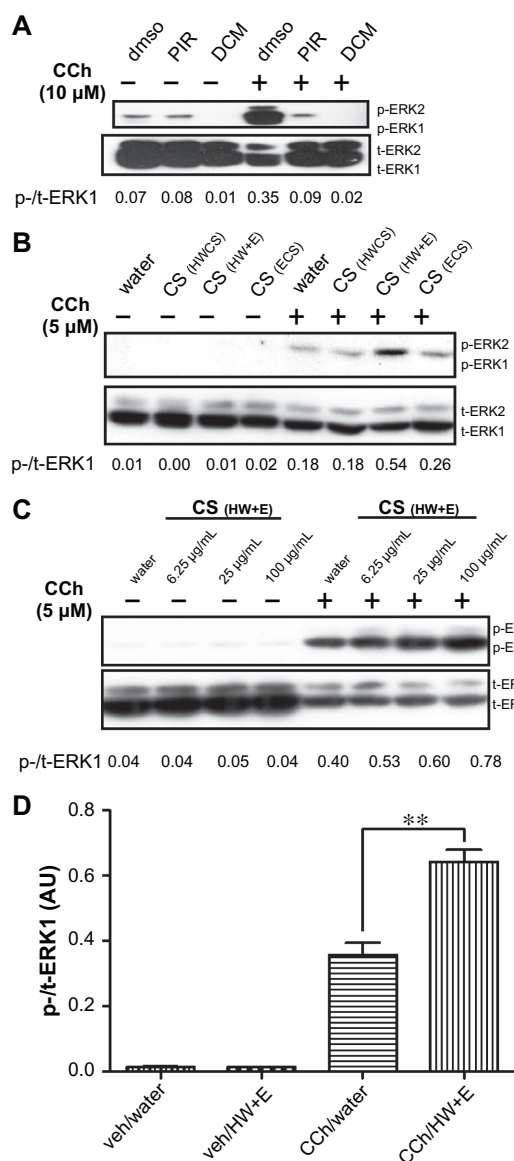 A
dmso PIR DCM dmso PIR DCM
CCh
(10 µM) − − − + + +
p-ERK2
p-ERK1
t-ERK2
t-ERK1
p-/t-ERK1 0.07 0.08 0.01 0.35 0.09 0.02
B
water CS (HWCS) CS (HW+E) CS (ECS) water CS (HWCS) CS (HW+E) CS (ECS)
CCh
(5 µM) − − − − + + + +
p-ERK2
p-ERK1
t-ERK2
t-ERK1
p-/t-ERK1 0.01 0.00 0.01 0.02 0.18 0.18 0.54 0.26
C
CS (HW+E) CS (HW+E)
water 6.25 µg/mL 25 µg/mL 100 µg/mL water 6.25 µg/mL 25 µg/mL 100 µg/mL
CCh
(5 µM) − − − − + + + +
p-E
p-E
t-EF
t-EF
p-/t-ERK1 0.04 0.04 0.05 0.04 0.40 0.53 0.60 0.78
D
p-/t-ERK1 (AU)
0.8
0.6
0.4
0.2
0.0
**
veh/water veh/HW+E CCh/water CCh/HW+E